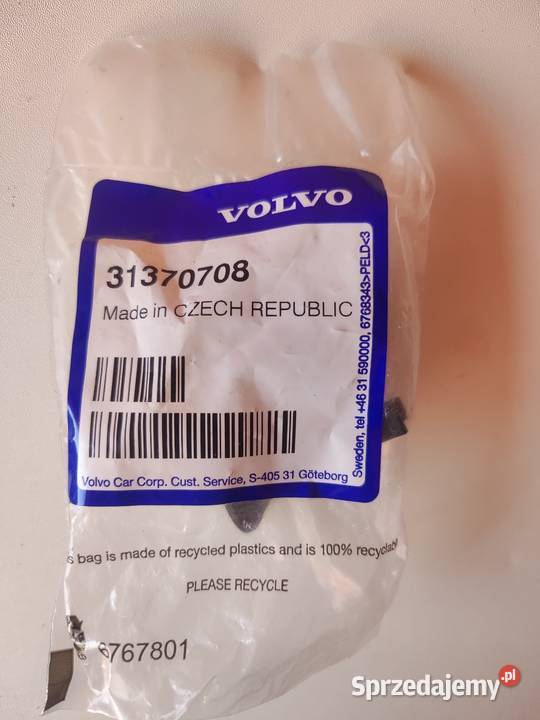 VOLVO
31370708
Made in CZECH REPUBLIC
Volvo Car Corp. Cust. Service, S-405 31 Göteborg
Sweden, tel +46 31 590000, 6768343>PELD<3
bag is made of recycled plastics and is 100% recyclable
PLEASE RECYCLE
6767801
Sprzedajemy.pl